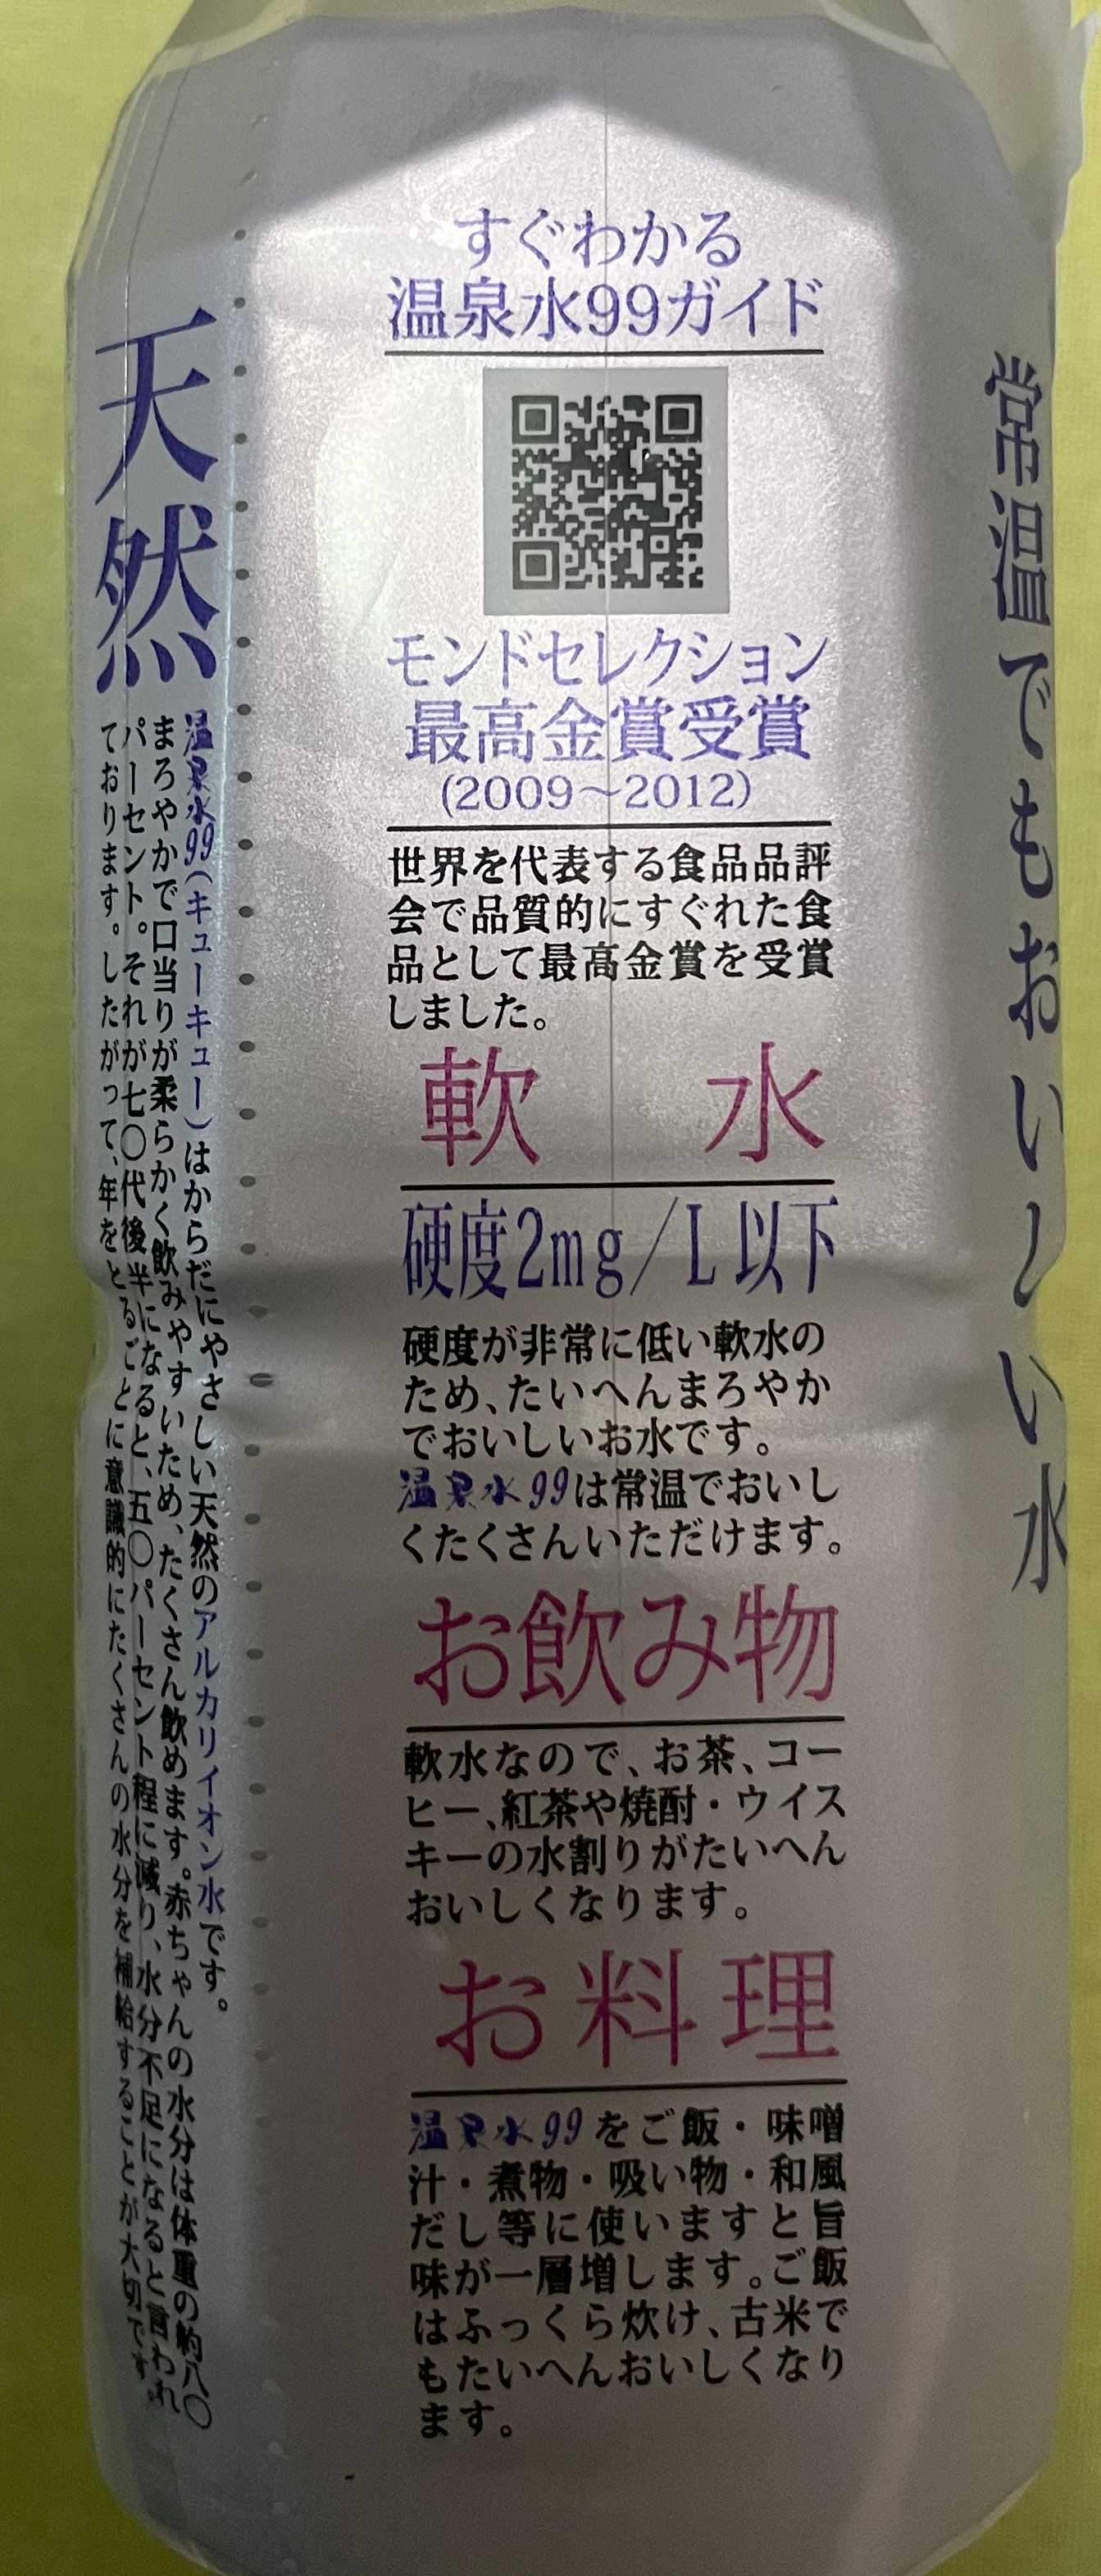 すぐわかる
温泉水99ガイド
モンドセレクション
最高金賞受賞
(2009～2012)
世界を代表する食品品評
会で品質的にすぐれた食
品として最高金賞を受賞
しました。
軟水
硬度2mg/L以下
硬度が非常に低い軟水の
ため、たいへんまろやか
でおいしいお水です。
温泉水99は常温でおいし
くたくさんいただけます。
お飲み物
軟水なので、お茶、コー
ヒー、紅茶や焼酎・ウイス
キーの水割りがたいへん
おいしくなります。
お料理
温泉水99をご飯・味噌
汁・煮物・吸い物・和風
だし等に使いますと旨
味が一層増します。ご飯
はふっくら炊け、古米で
もたいへんおいしくなり
ます。
常温でもおいしい水
天然
温泉水99(キューキュー)はからだにやさしい天然のアルカリイオン水です。
まろやかで口当りが柔らかく飲みやすいため、たくさん飲めます。赤ちゃんの水分は体重の約八〇
パーセント。それが七〇代後半になると、五〇パーセント程に減り、水分不足になると言われ
ております。したがって、年をとるごとに意識的にたくさんの水分を補給することが大切です。